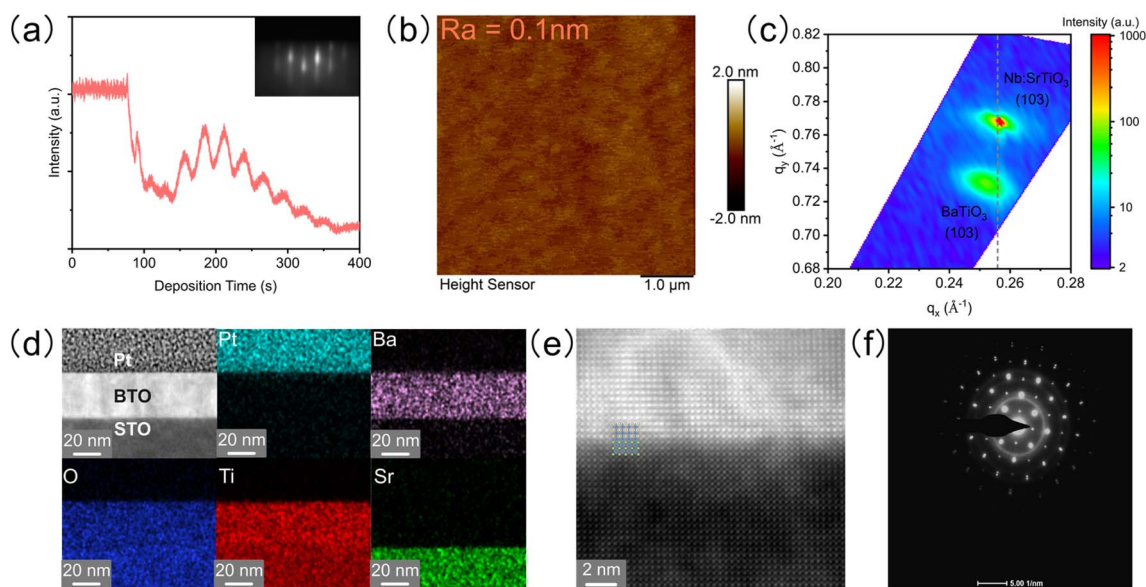 (a)
Intensity (a.u.)
0 100 200 300 400
Deposition Time (s)
(b)
Ra = 0.1nm
2.0 nm
-2.0 nm
Height Sensor
1.0 µm
(c)
Intensity (a.u.)
1000
100
10
2
0.82
0.80
0.78
0.76
0.74
0.72
0.70
0.68
q_y (Å⁻¹)
Nb:SrTiO₃
(103)
BaTiO₃
(103)
0.20 0.22 0.24 0.26 0.28
q_x (Å⁻¹)
(d)
Pt
BTO
STO
20 nm
Pt
20 nm
Ba
20 nm
O
20 nm
Ti
20 nm
Sr
20 nm
(e)
2 nm
(f)
5.00 1/nm